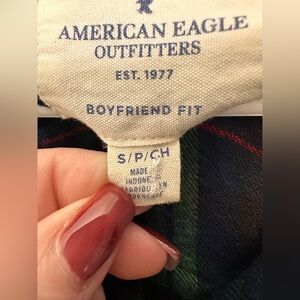 AMERICAN EAGLE
OUTFITTERS
EST. 1977
BOYFRIEND FIT
S/P/CH
MADE